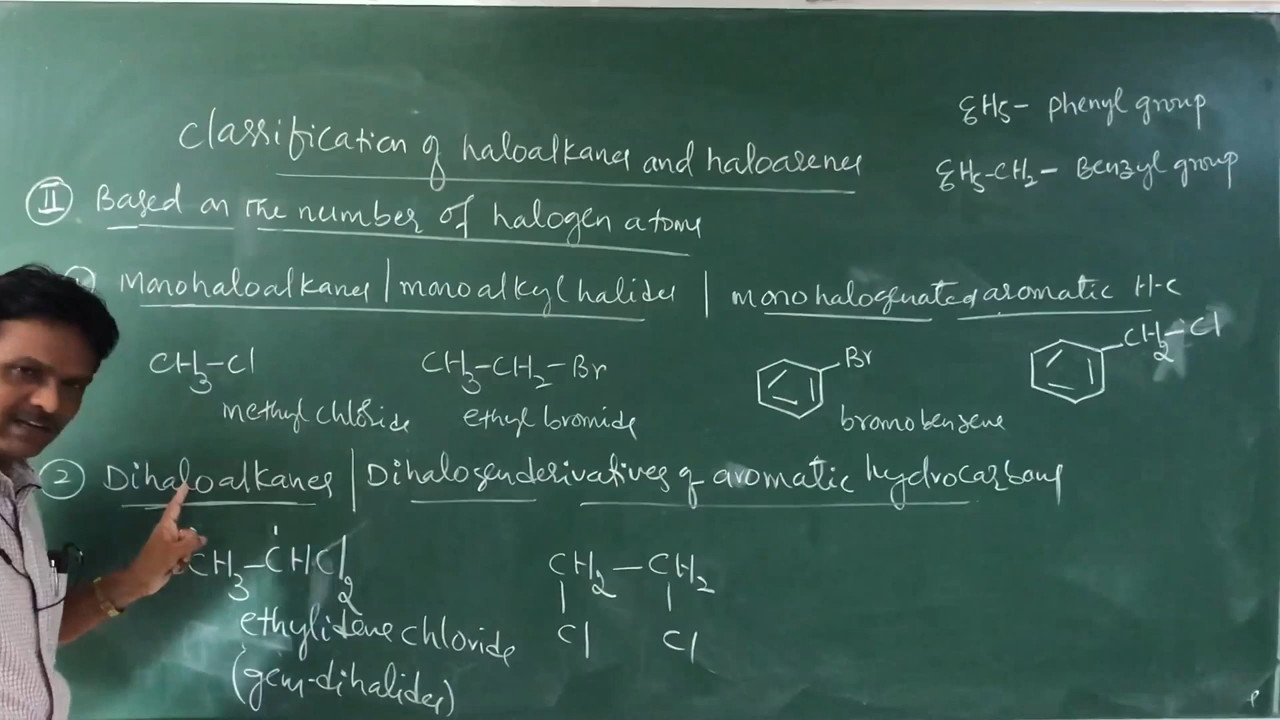 C6H5- phenyl group
Classification of haloalkanes and haloarenes
C6H5-CH2- Benzyl group
II Based on the number of halogen atoms
Monohaloalkanes | monoalkyl halides | monohalogenated aromatic H-C
CH3-Cl CH3-CH2-Br Br CH2-Cl
methyl chloride ethyl bromide bromobenzene
2 Dihaloalkanes | Dihalogenderivatives of aromatic hydrocarbons
CH3-CHCl2 CH2-CH2
Cl Cl
ethylidene chloride
(gem-dihalides)